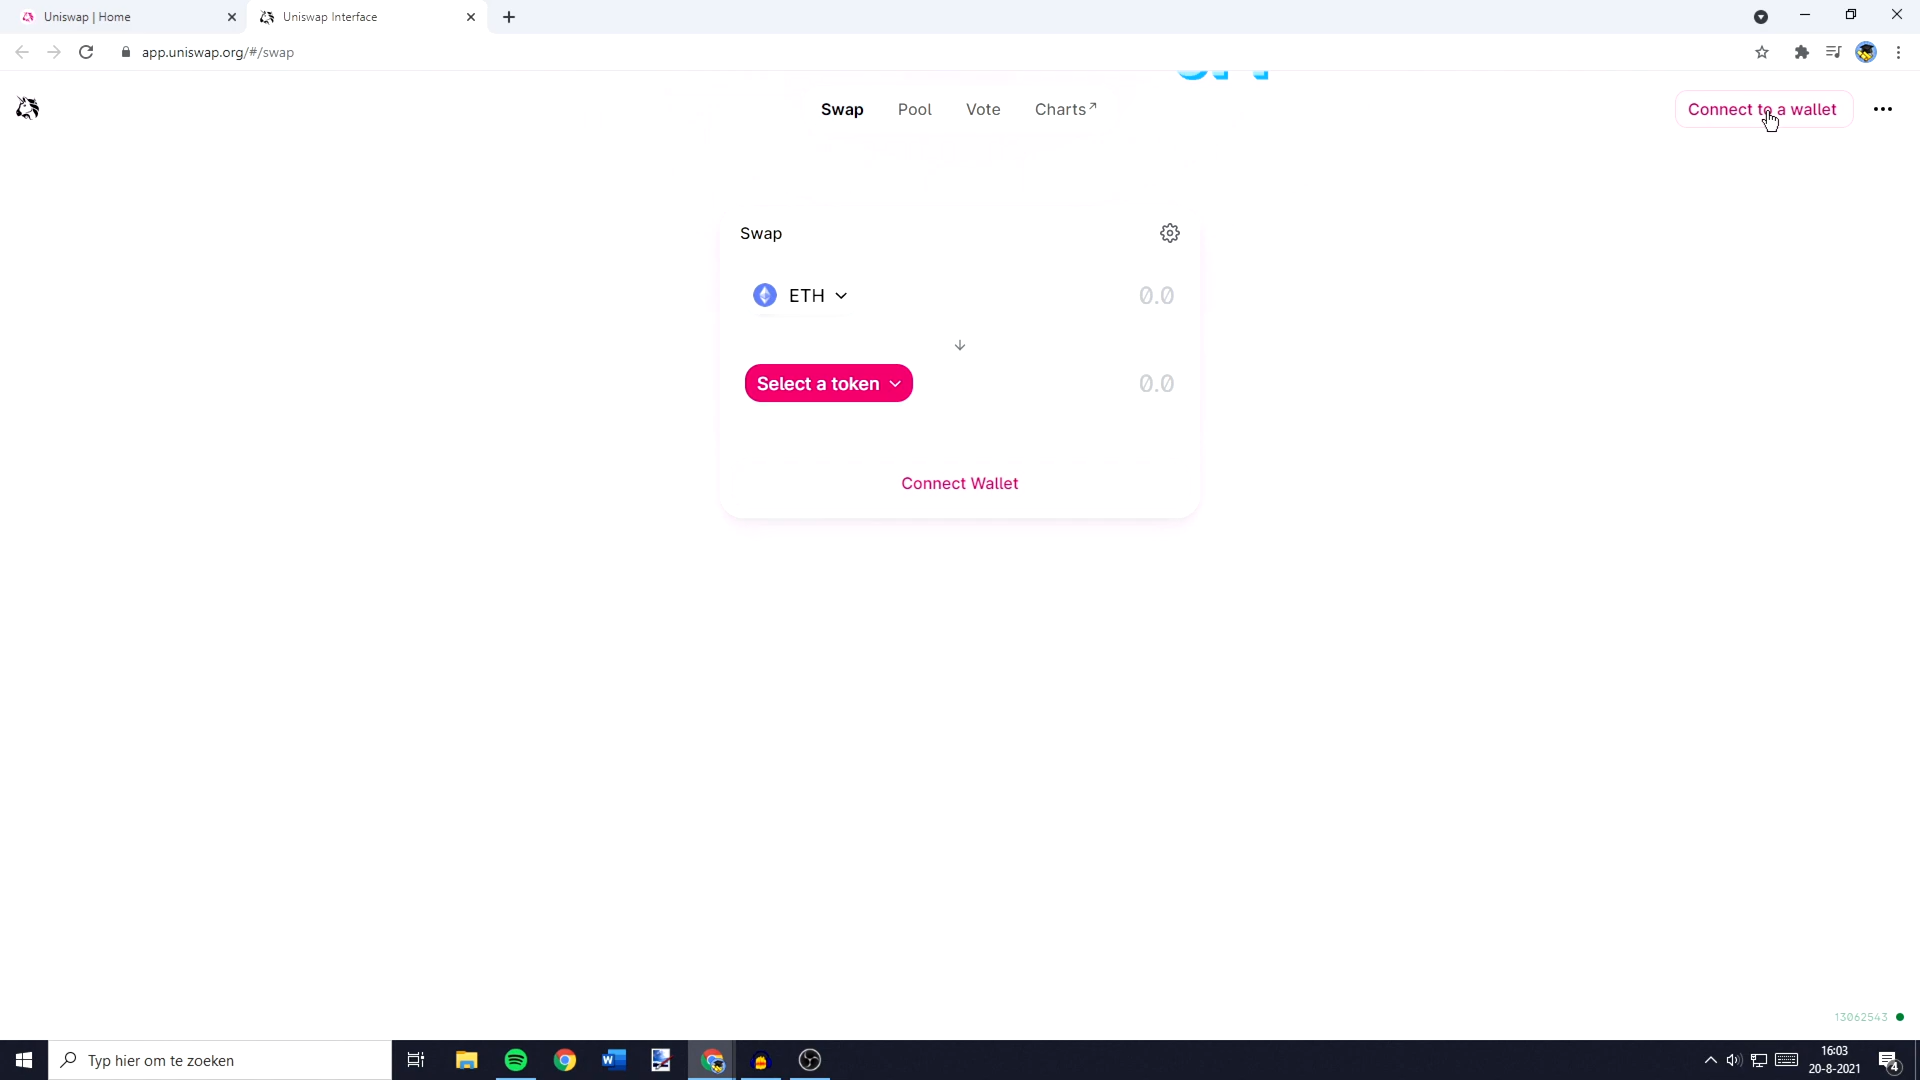 Uniswap | Home
Uniswap Interface
app.uniswap.org/#/swap
Swap
Pool
Vote
Charts↗
Connect to a wallet
Swap
ETH
0.0
Select a token
0.0
Connect Wallet
13062543
Typ hier om te zoeken
16:03
20-8-2021
4